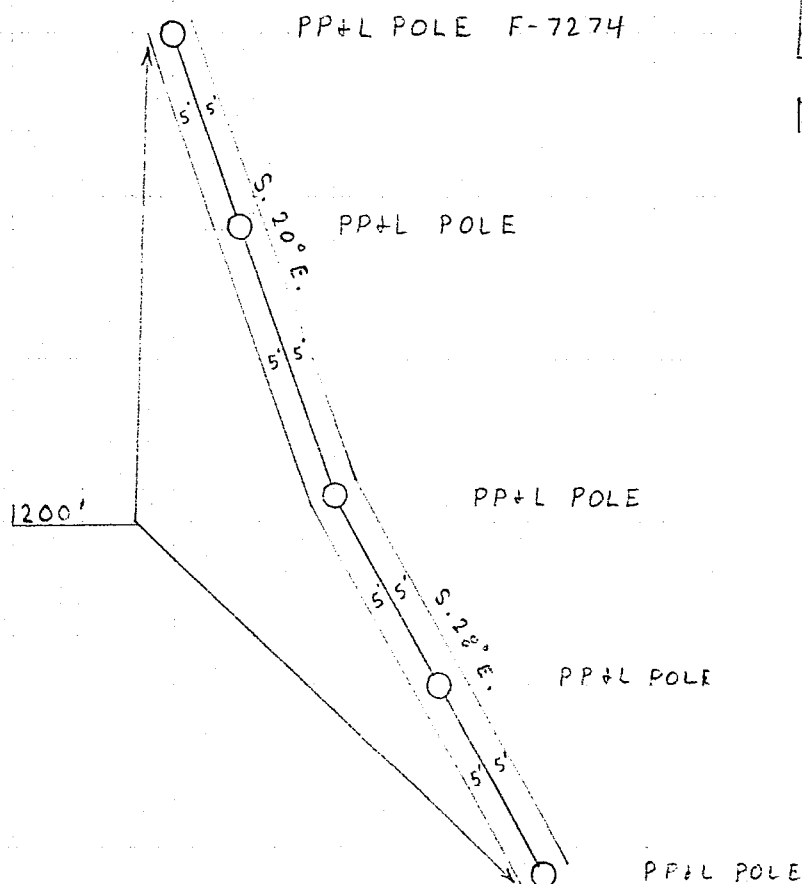 PP&L POLE F-7274
5' 5'
S. 20° E.
PP&L POLE
5' 5'
PP&L POLE
1200'
5' 5'
S. 28° E.
PP&L POLE
5' 5'
PP&L POLE